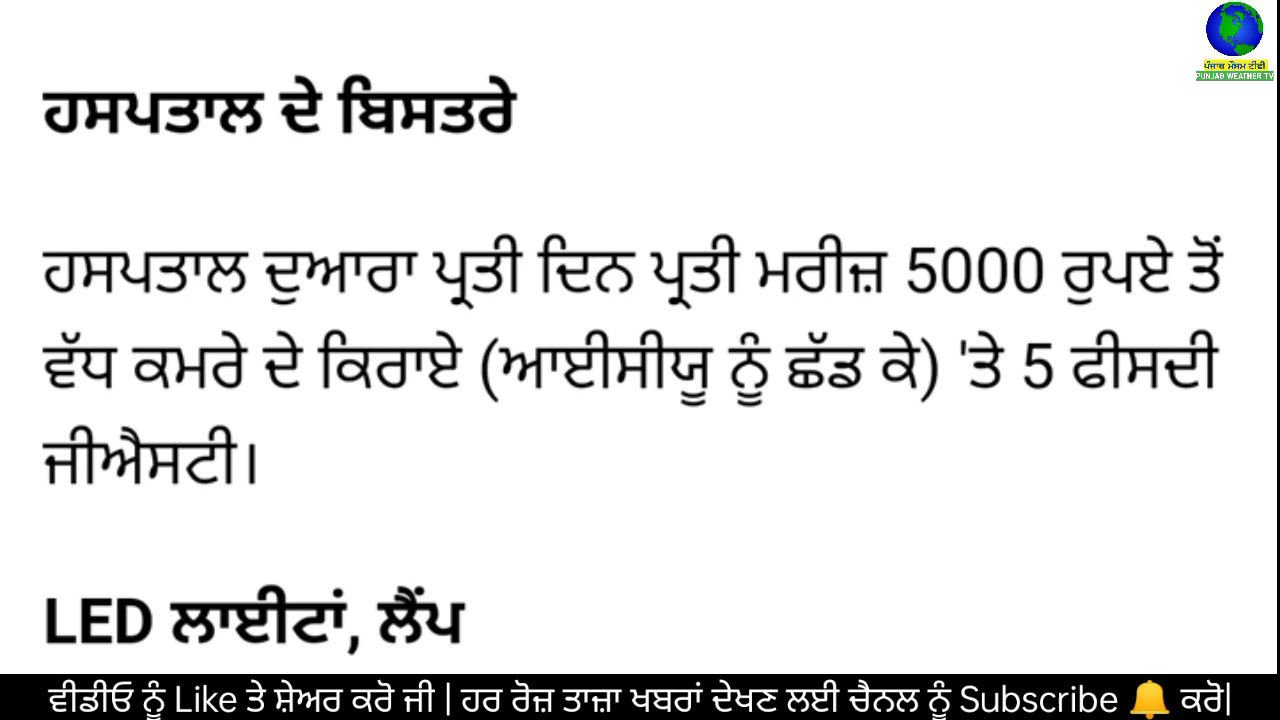 ਪੰਜਾਬ ਮੌਸਮ ਟੀਵੀ
PUNJAB WEATHER TV
ਹਸਪਤਾਲ ਦੇ ਬਿਸਤਰੇ
ਹਸਪਤਾਲ ਦੁਆਰਾ ਪ੍ਰਤੀ ਦਿਨ ਪ੍ਰਤੀ ਮਰੀਜ਼ 5000 ਰੁਪਏ ਤੋਂ
ਵੱਧ ਕਮਰੇ ਦੇ ਕਿਰਾਏ (ਆਈਸੀਯੂ ਨੂੰ ਛੱਡ ਕੇ) 'ਤੇ 5 ਫੀਸਦੀ
ਜੀਐਸਟੀ।
LED ਲਾਈਟਾਂ, ਲੈਂਪ
ਵੀਡੀਓ ਨੂੰ Like ਤੇ ਸ਼ੇਅਰ ਕਰੋ ਜੀ | ਹਰ ਰੋਜ਼ ਤਾਜ਼ਾ ਖਬਰਾਂ ਦੇਖਣ ਲਈ ਚੈਨਲ ਨੂੰ Subscribe 🔔 ਕਰੋ|